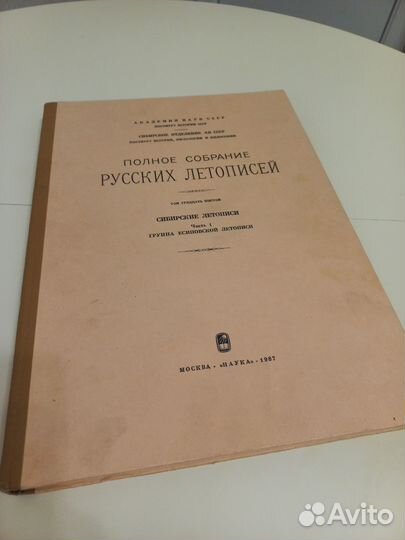 АКАДЕМИЯ НАУК СССР
ИНСТИТУТ ИСТОРИИ СССР
СИБИРСКОЕ ОТДЕЛЕНИЕ АН СССР
ИНСТИТУТ ИСТОРИИ, ФИЛОЛОГИИ И ФИЛОСОФИИ
ПОЛНОЕ СОБРАНИЕ
РУССКИХ ЛЕТОПИСЕЙ
ТОМ ТРИДЦАТЬ ШЕСТОЙ
СИБИРСКИЕ ЛЕТОПИСИ
Часть 1
ГРУППА ЕСИПОВСКОЙ ЛЕТОПИСИ
МОСКВА • «НАУКА» • 1987
Avito